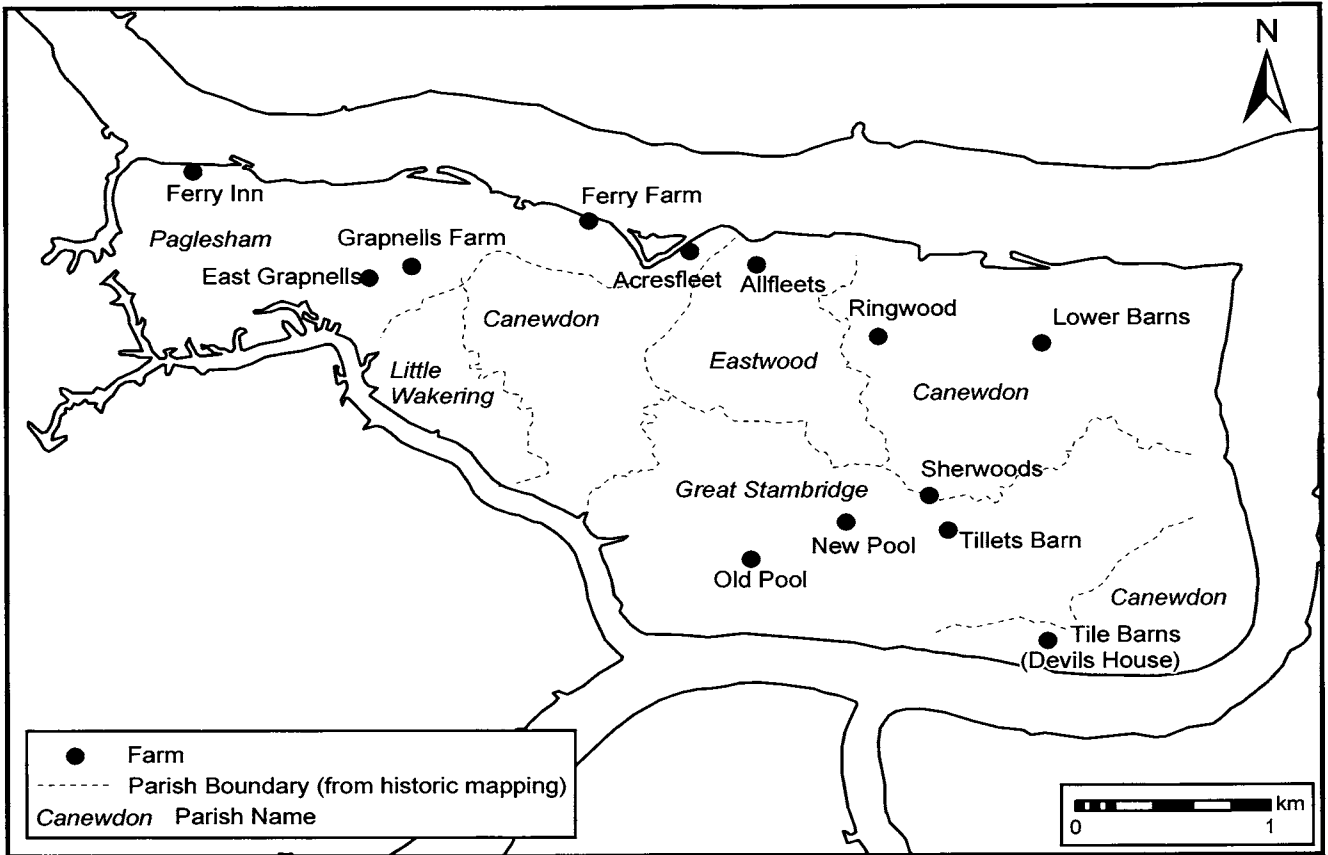 N
Ferry Inn
Ferry Farm
Paglesham
Grapnells Farm
East Grapnells
Acresfleet
Allfleets
Canewdon
Ringwood
Lower Barns
Little
Wakering
Eastwood
Canewdon
Sherwoods
Great Stambridge
New Pool
Tillets Barn
Old Pool
Canewdon
Tile Barns
(Devils House)
Farm
Parish Boundary (from historic mapping)
Canewdon Parish Name
km
0 1